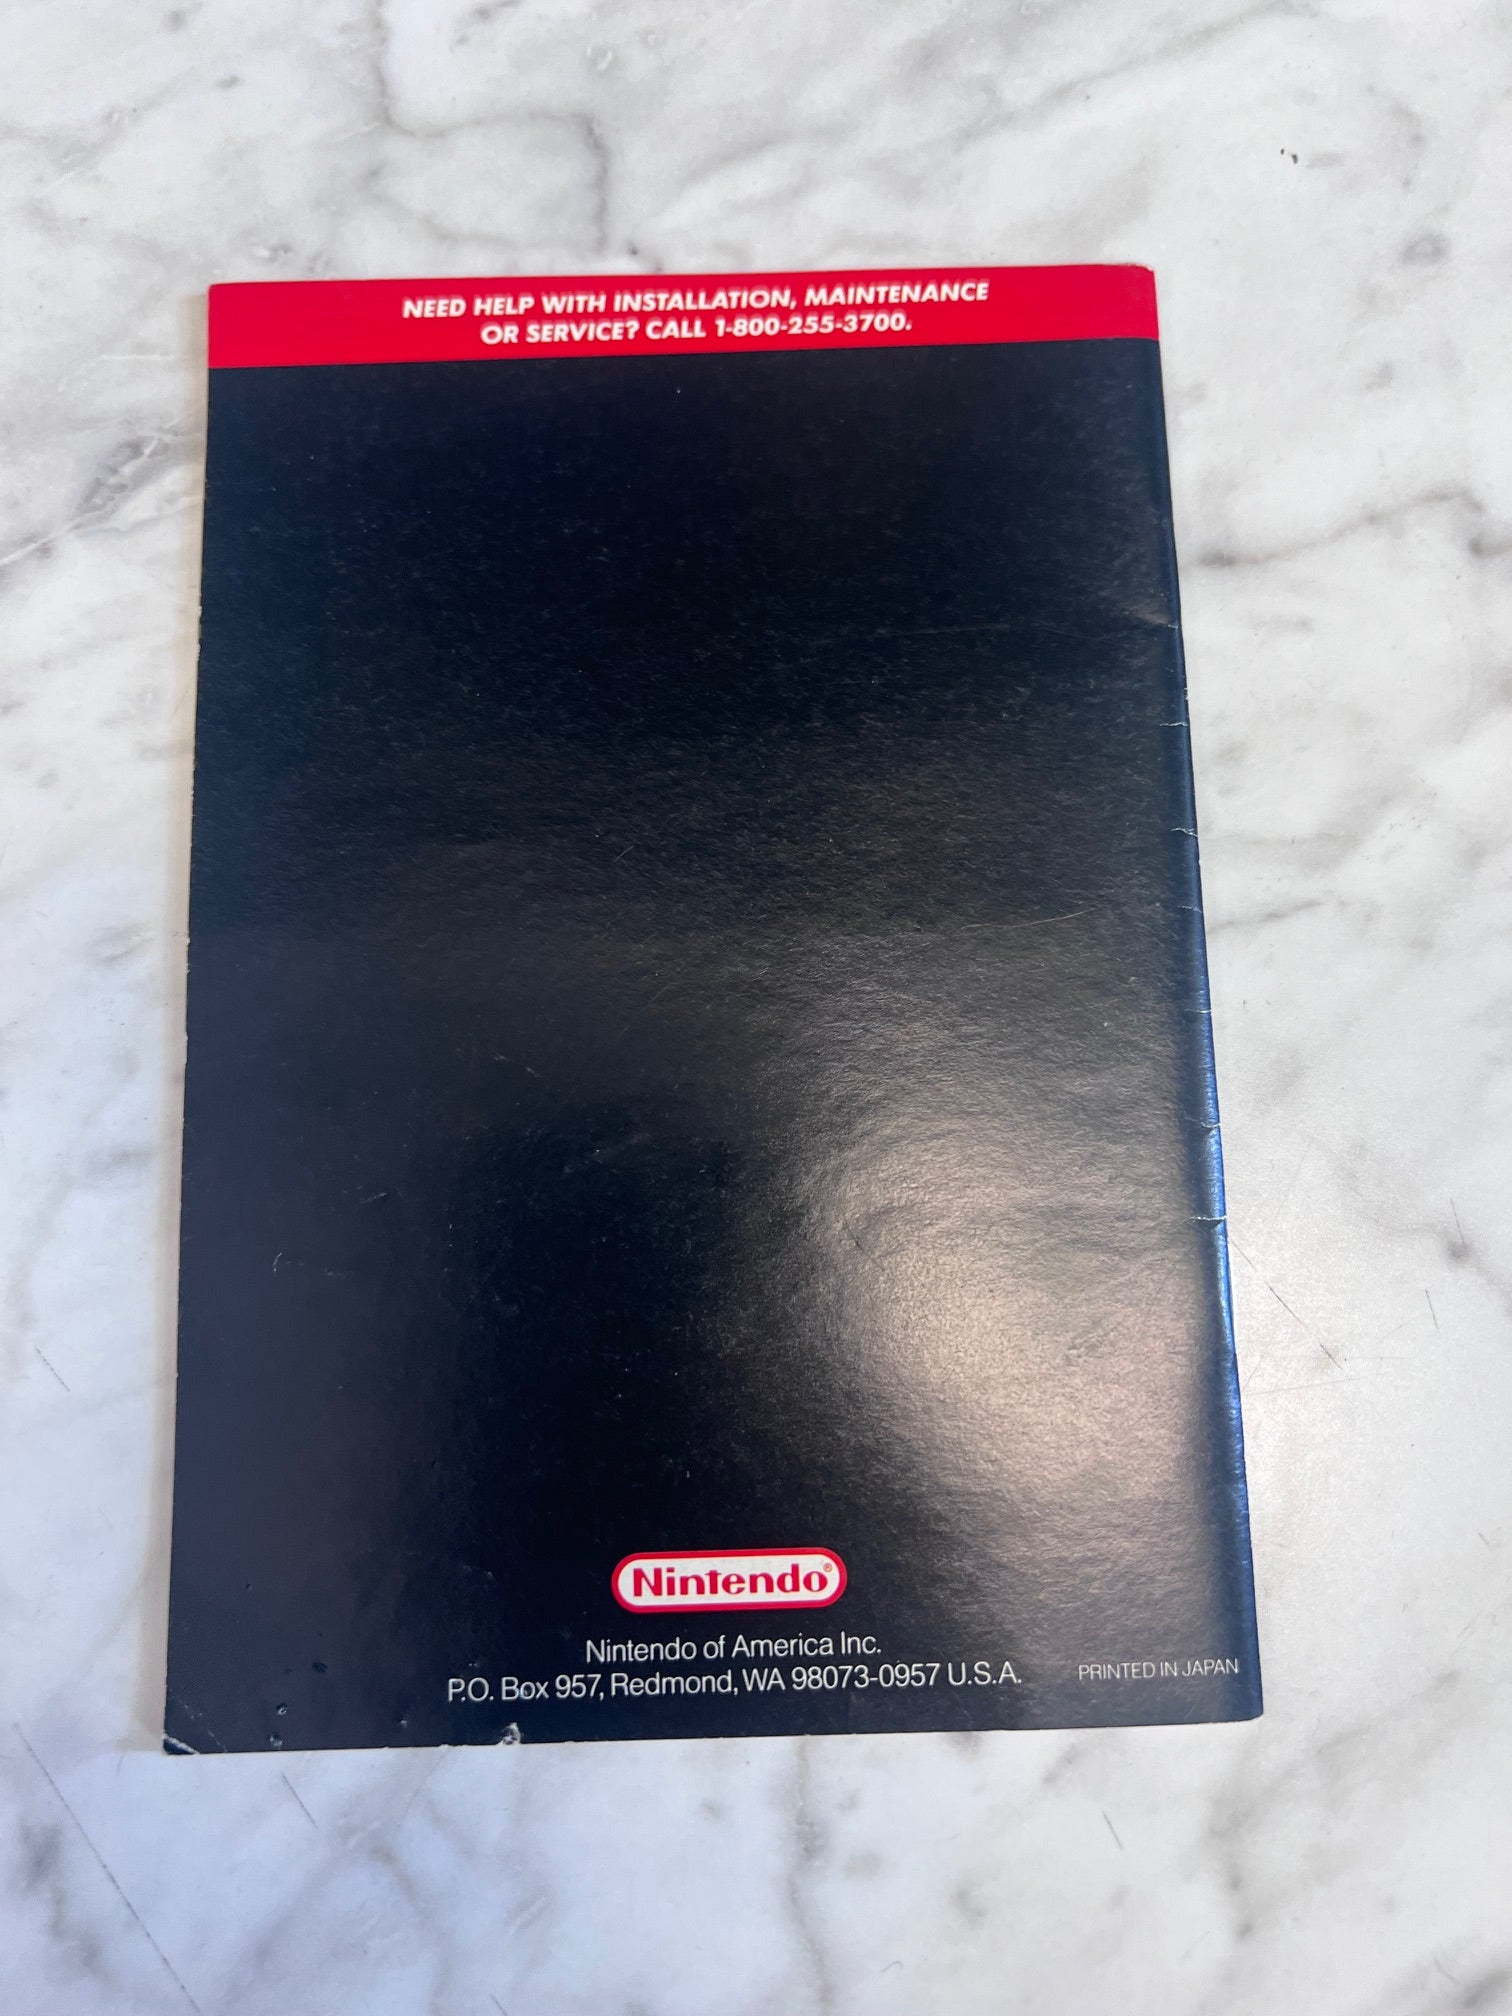 NEED HELP WITH INSTALLATION, MAINTENANCE
OR SERVICE? CALL 1-800-255-3700.
Nintendo®
Nintendo of America Inc.
P.O. Box 957, Redmond, WA 98073-0957 U.S.A.
PRINTED IN JAPAN